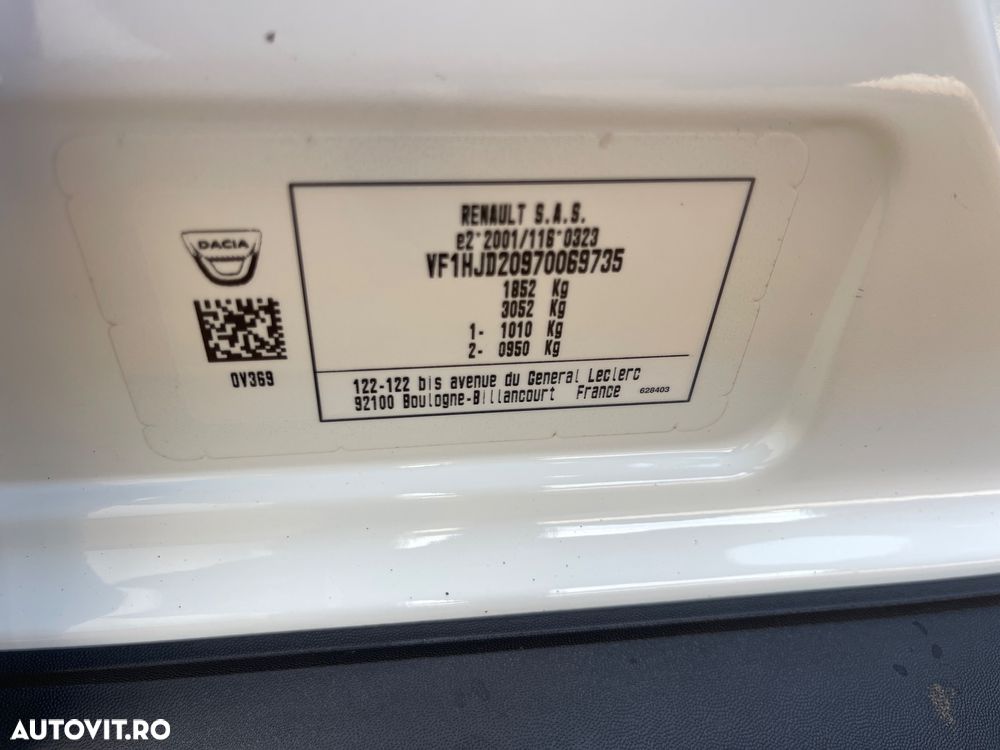 DACIA
0V369
RENAULT S.A.S.
e2*2001/116*0323
VF1HJD20970069735
1852 Kg
3052 Kg
1- 1010 Kg
2- 0950 Kg
122-122 bis avenue du General Leclerc
92100 Boulogne-Billancourt France 628403
AUTOVIT.RO